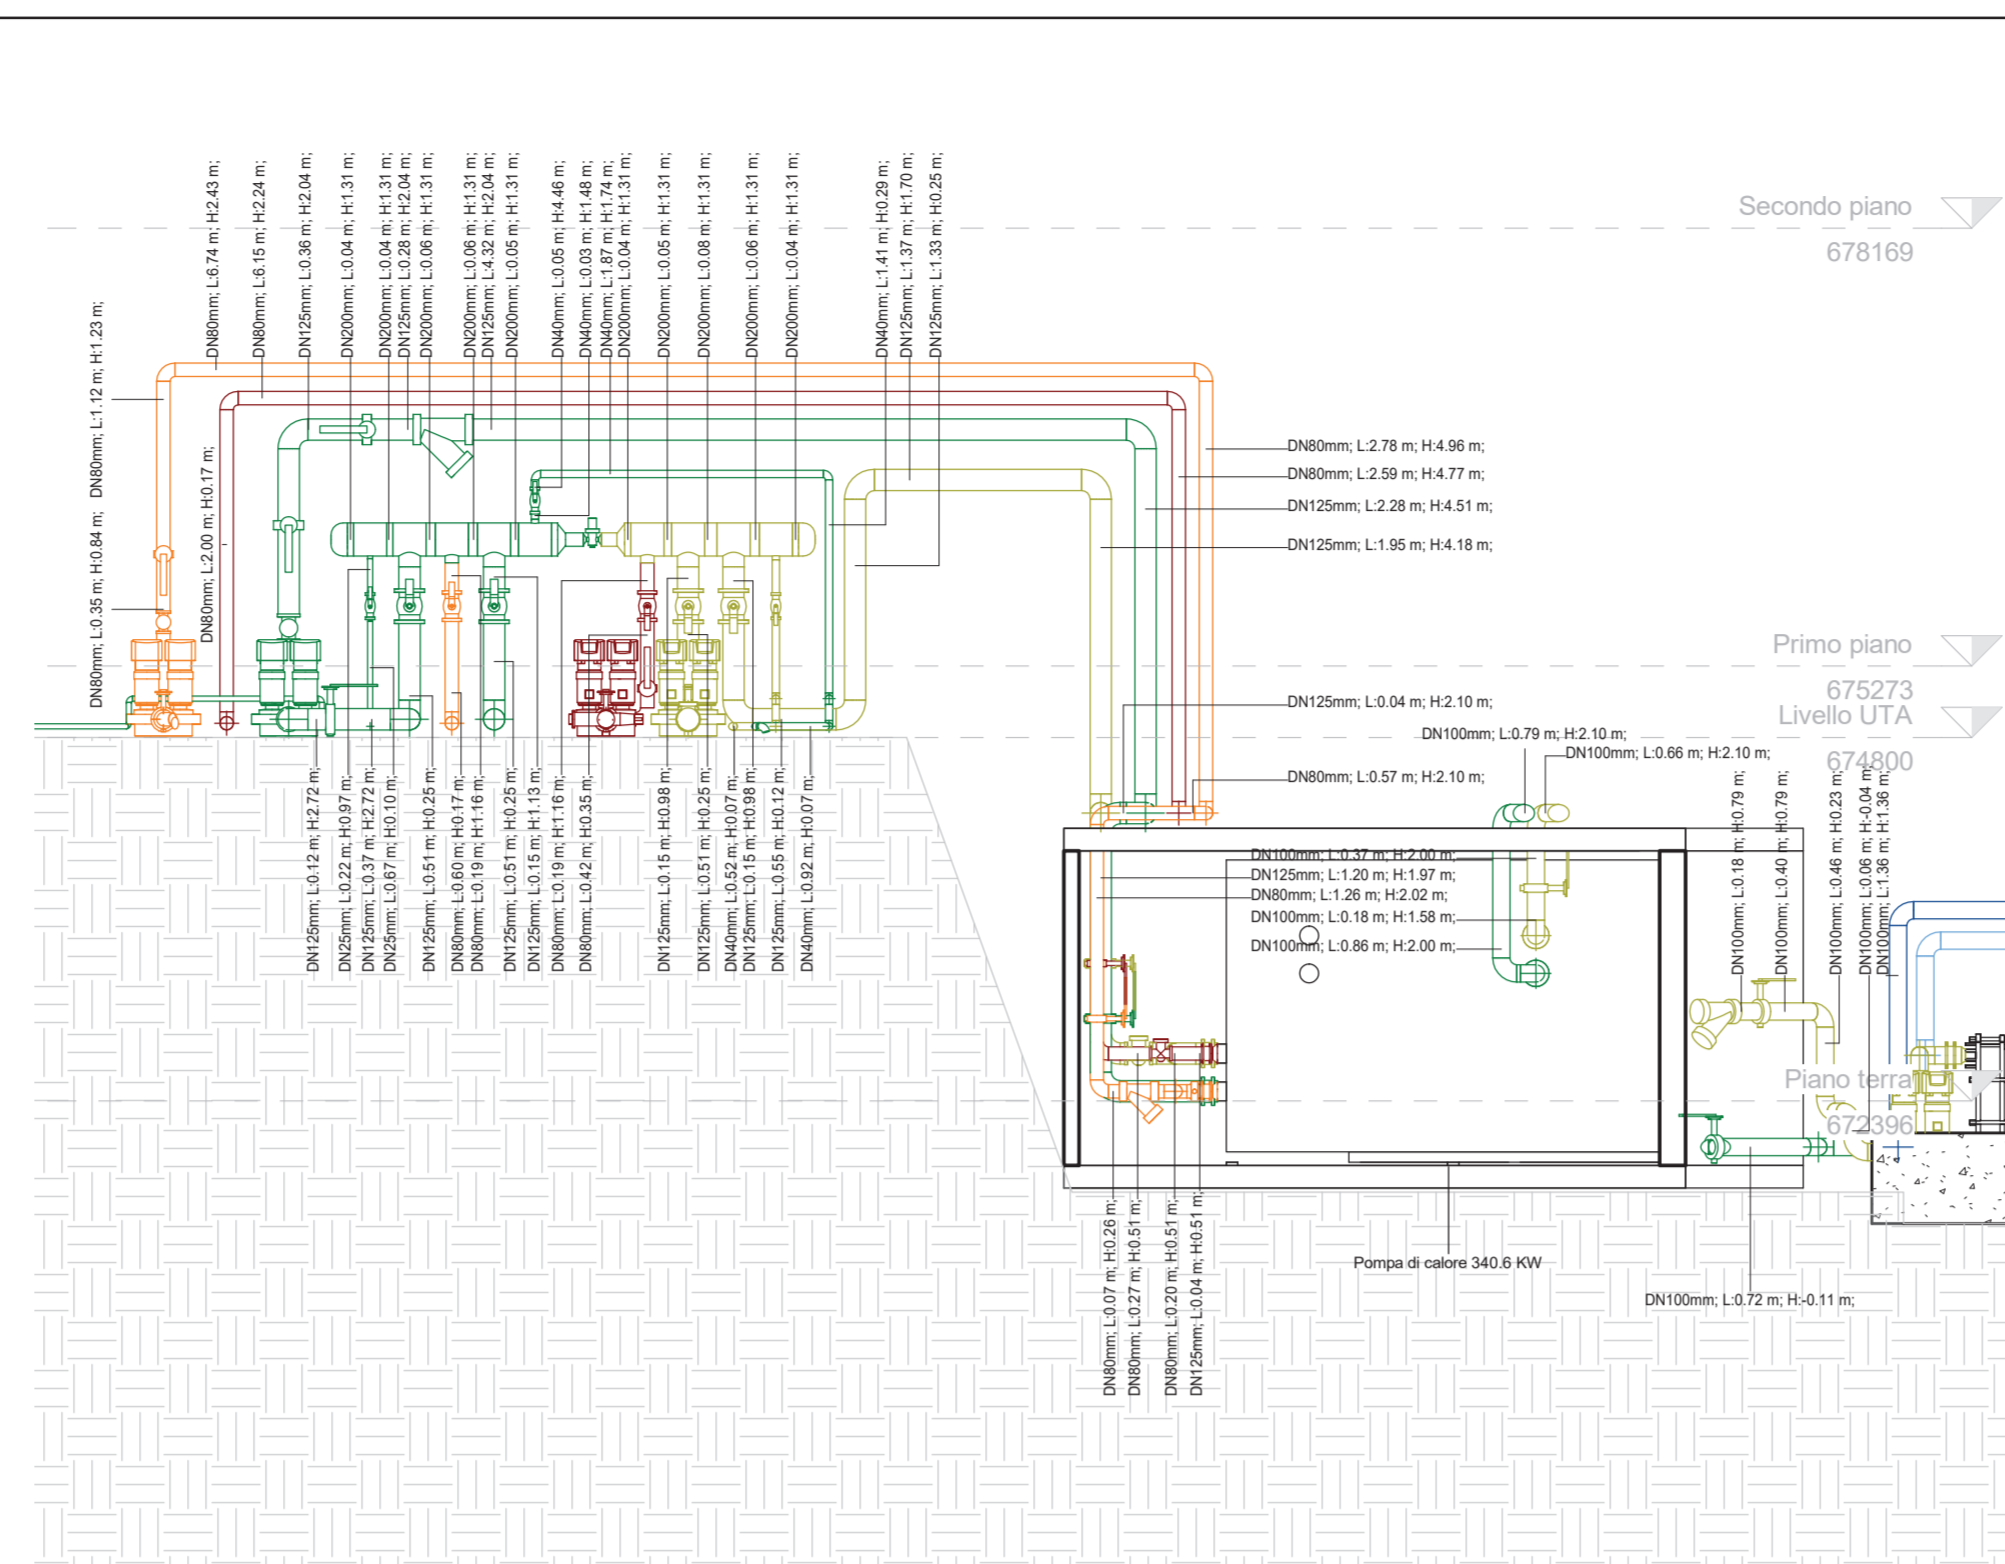 DN80mm; L:0.35 m; H:0.84 m;
DN80mm; L:1.12 m; H:1.23 m;
DN80mm; L:2.00 m; H:0.17 m;
DN80mm; L:6.74 m; H:2.43 m;
DN80mm; L:6.15 m; H:2.24 m;
DN125mm; L:0.36 m; H:2.04 m;
DN200mm; L:0.04 m; H:1.31 m;
DN200mm; L:0.04 m; H:1.31 m;
DN125mm; L:0.28 m; H:2.04 m;
DN200mm; L:0.06 m; H:1.31 m;
DN200mm; L:0.06 m; H:1.31 m;
DN125mm; L:4.32 m; H:2.04 m;
DN200mm; L:0.05 m; H:1.31 m;
DN40mm; L:0.05 m; H:4.46 m;
DN40mm; L:0.03 m; H:1.48 m;
DN40mm; L:1.87 m; H:1.74 m;
DN200mm; L:0.04 m; H:1.31 m;
DN200mm; L:0.05 m; H:1.31 m;
DN200mm; L:0.08 m; H:1.31 m;
DN200mm; L:0.06 m; H:1.31 m;
DN200mm; L:0.04 m; H:1.31 m;
DN40mm; L:1.41 m; H:0.29 m;
DN125mm; L:1.37 m; H:1.70 m;
DN125mm; L:1.33 m; H:0.25 m;
Secondo piano
678169
DN80mm; L:2.78 m; H:4.96 m;
DN80mm; L:2.59 m; H:4.77 m;
DN125mm; L:2.28 m; H:4.51 m;
DN125mm; L:1.95 m; H:4.18 m;
Primo piano
675273
Livello UTA
674800
DN125mm; L:0.04 m; H:2.10 m;
DN100mm; L:0.79 m; H:2.10 m;
DN100mm; L:0.66 m; H:2.10 m;
DN80mm; L:0.57 m; H:2.10 m;
DN125mm; L:0.12 m; H:2.72 m;
DN25mm; L:0.22 m; H:0.97 m;
DN125mm; L:0.37 m; H:2.72 m;
DN25mm; L:0.67 m; H:0.10 m;
DN125mm; L:0.51 m; H:0.25 m;
DN80mm; L:0.60 m; H:0.17 m;
DN80mm; L:0.19 m; H:1.16 m;
DN125mm; L:0.51 m; H:0.25 m;
DN125mm; L:0.15 m; H:1.13 m;
DN80mm; L:0.19 m; H:1.16 m;
DN80mm; L:0.42 m; H:0.35 m;
DN125mm; L:0.15 m; H:0.98 m;
DN125mm; L:0.51 m; H:0.25 m;
DN40mm; L:0.52 m; H:0.07 m;
DN125mm; L:0.15 m; H:0.98 m;
DN125mm; L:0.55 m; H:0.12 m;
DN40mm; L:0.92 m; H:0.07 m;
DN100mm; L:0.37 m; H:2.00 m;
DN125mm; L:1.20 m; H:1.97 m;
DN80mm; L:1.26 m; H:2.02 m;
DN100mm; L:0.18 m; H:1.58 m;
DN100mm; L:0.86 m; H:2.00 m;
DN100mm; L:0.18 m; H:0.79 m;
DN100mm; L:0.40 m; H:0.79 m;
DN100mm; L:0.46 m; H:0.23 m;
DN100mm; L:0.06 m; H:-0.04 m;
DN100mm; L:1.36 m; H:1.36 m;
Piano terra
672396
DN80mm; L:0.07 m; H:0.26 m;
DN80mm; L:0.27 m; H:0.51 m;
DN80mm; L:0.20 m; H:0.51 m;
DN125mm; L:0.04 m; H:0.51 m;
Pompa di calore 340.6 KW
DN100mm; L:0.72 m; H:-0.11 m;